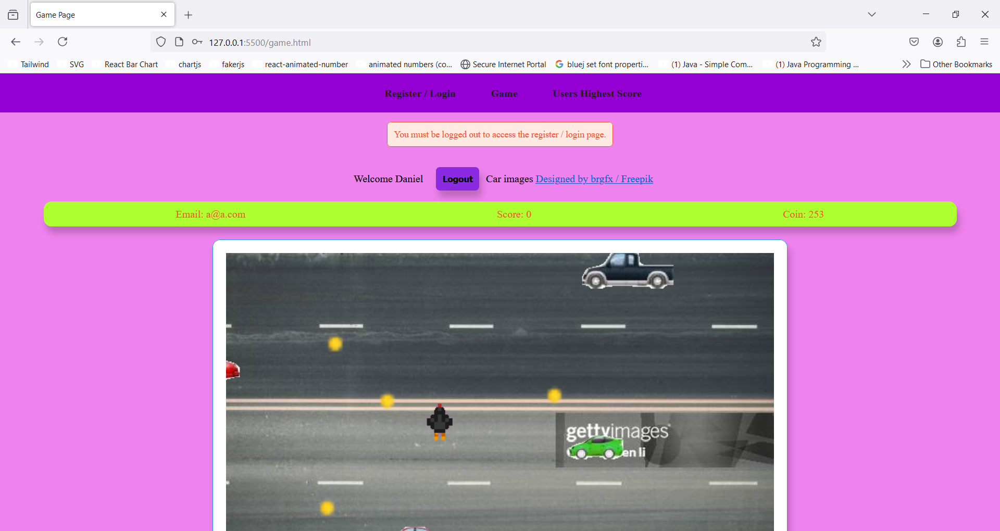 Game Page
127.0.0.1:5500/game.html
Tailwind SVG React Bar Chart chartjs fakerjs react-animated-number animated numbers (co... Secure Internet Portal bluej set font properti... (1) Java - Simple Com... (1) Java Programming ... Other Bookmarks
Register / Login Game Users Highest Score
You must be logged out to access the register / login page.
Welcome Daniel Logout Car images Designed by brgfx / Freepik
Email: a@a.com Score: 0 Coin: 253
gettyimages
en li